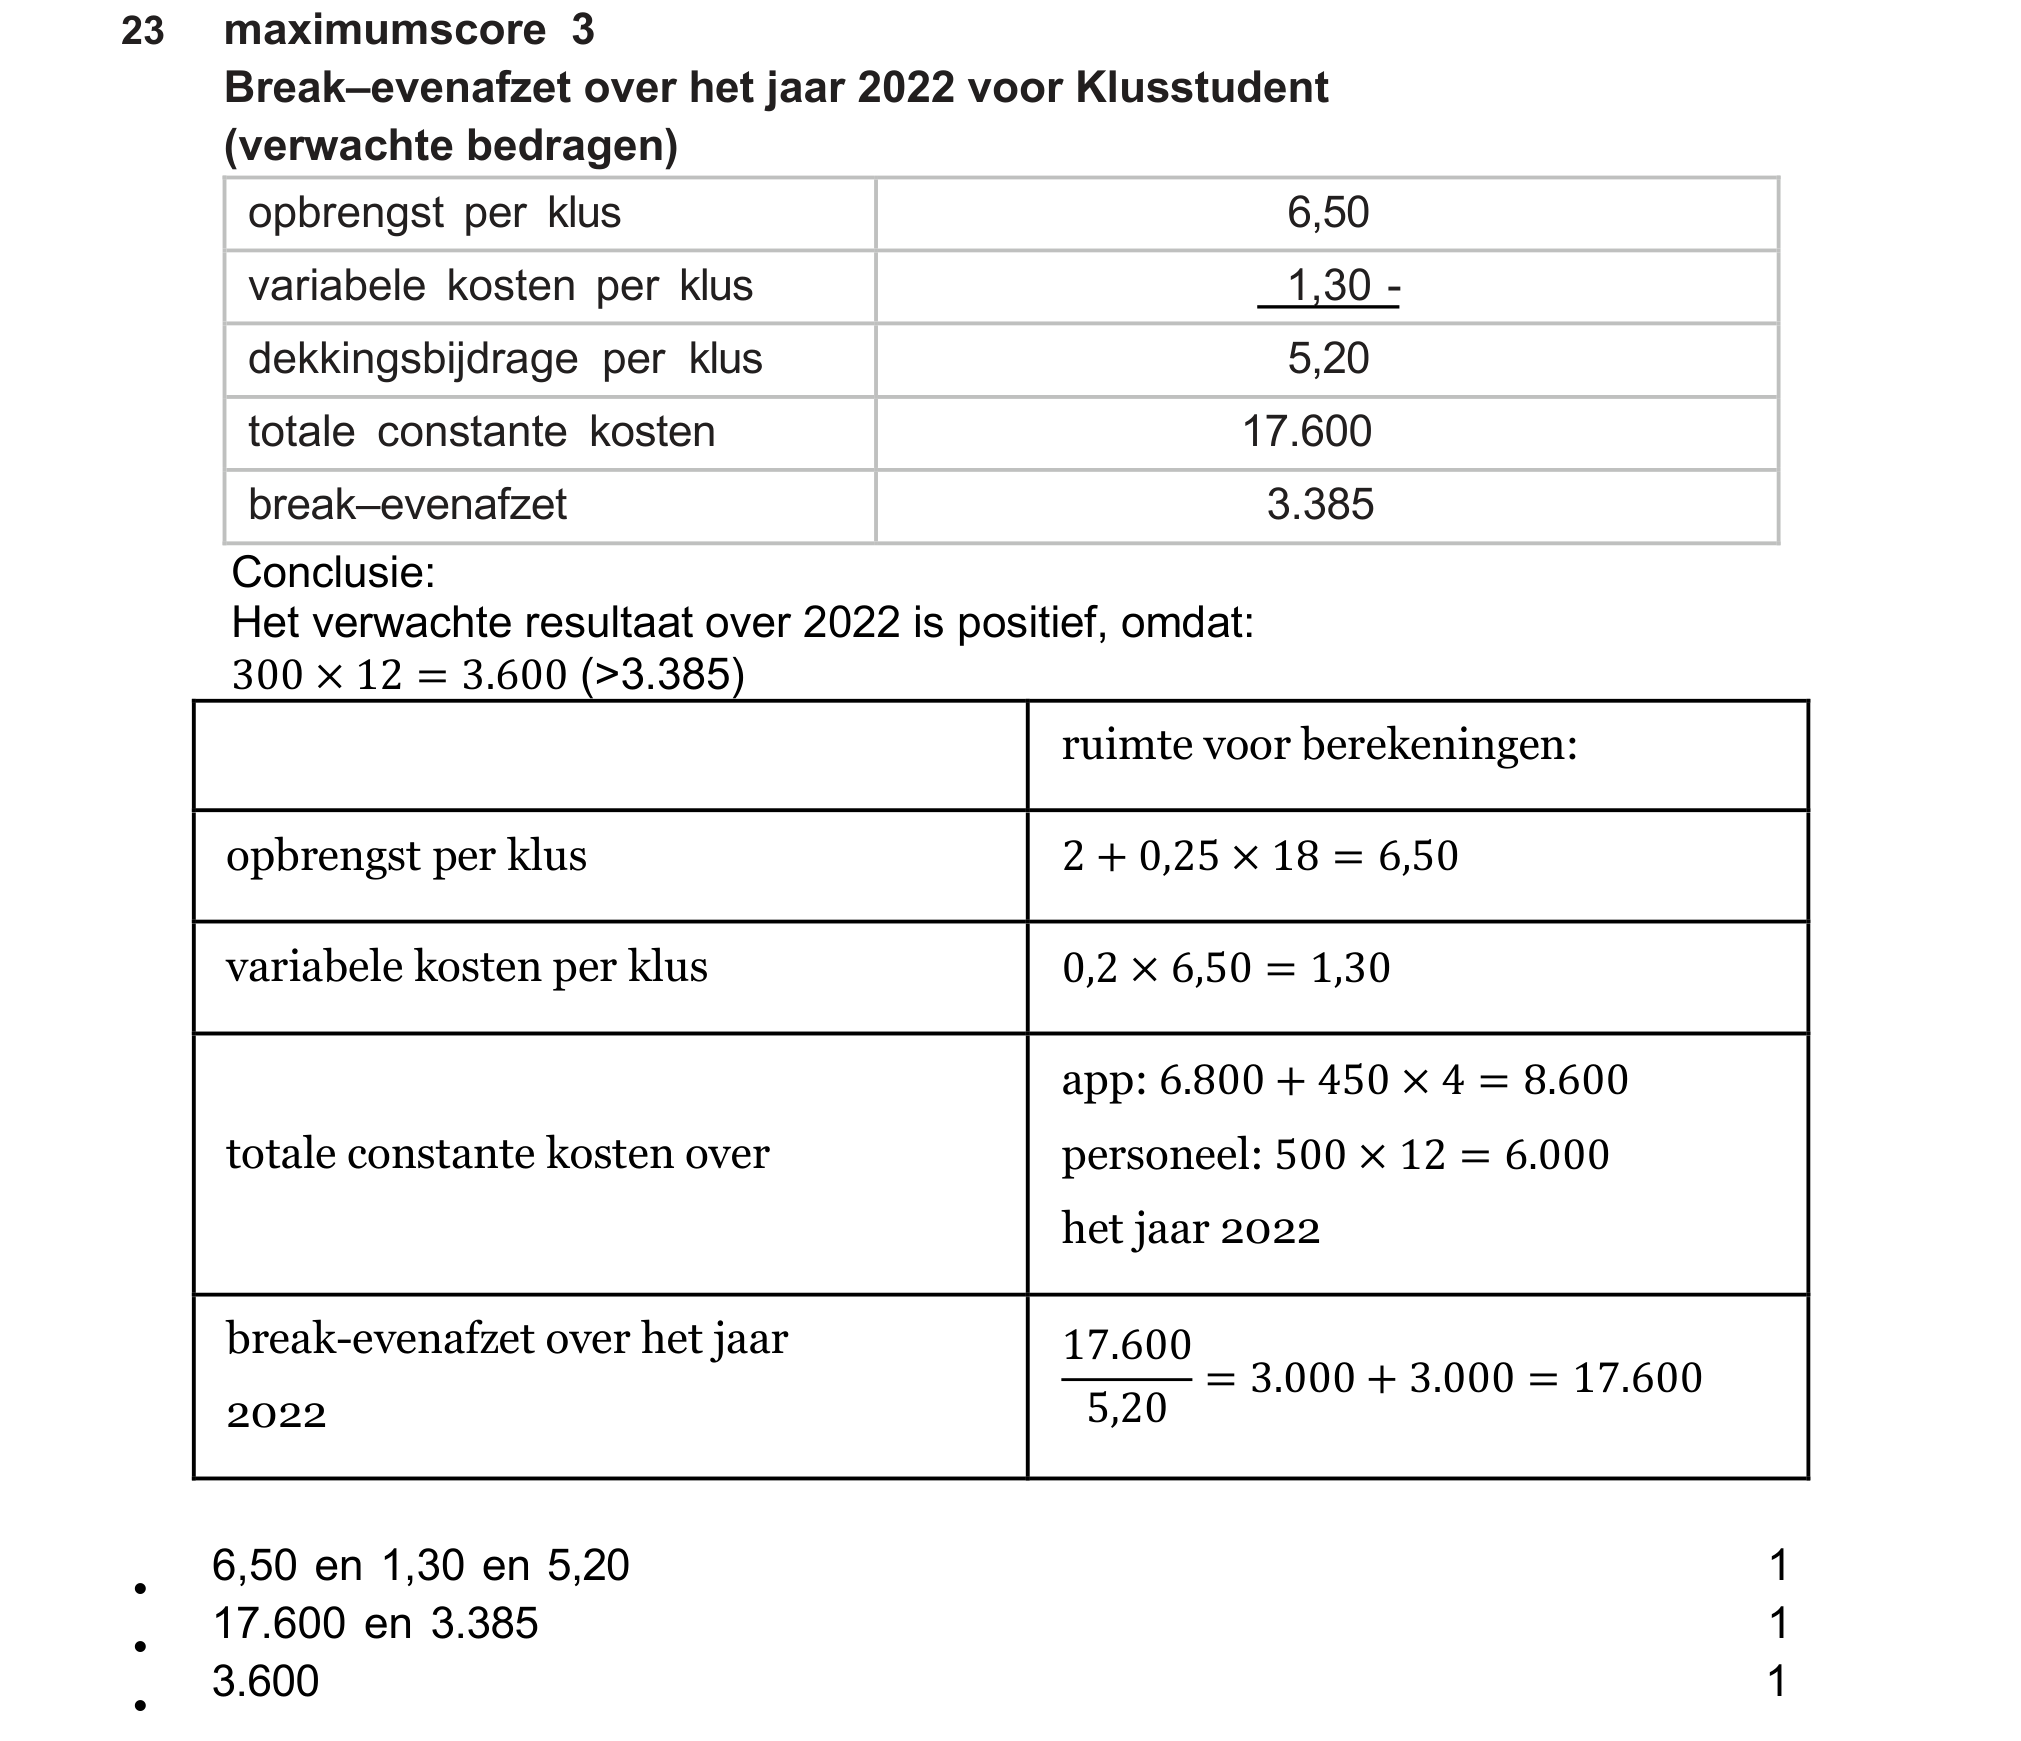 23 maximumscore 3
Break–evenafzet over het jaar 2022 voor Klusstudent
(verwachte bedragen)
opbrengst per klus 6,50
variabele kosten per klus 1,30 -
dekkingsbijdrage per klus 5,20
totale constante kosten 17.600
break–evenafzet 3.385
Conclusie:
Het verwachte resultaat over 2022 is positief, omdat:
300 × 12 = 3.600 (>3.385)
ruimte voor berekeningen:
opbrengst per klus 2 + 0,25 × 18 = 6,50
variabele kosten per klus 0,2 × 6,50 = 1,30
totale constante kosten over
app: 6.800 + 450 × 4 = 8.600
personeel: 500 × 12 = 6.000
het jaar 2022
break-evenafzet over het jaar
2022
17.600
5,20
= 3.000 + 3.000 = 17.600
• 6,50 en 1,30 en 5,20 1
• 17.600 en 3.385 1
• 3.600 1